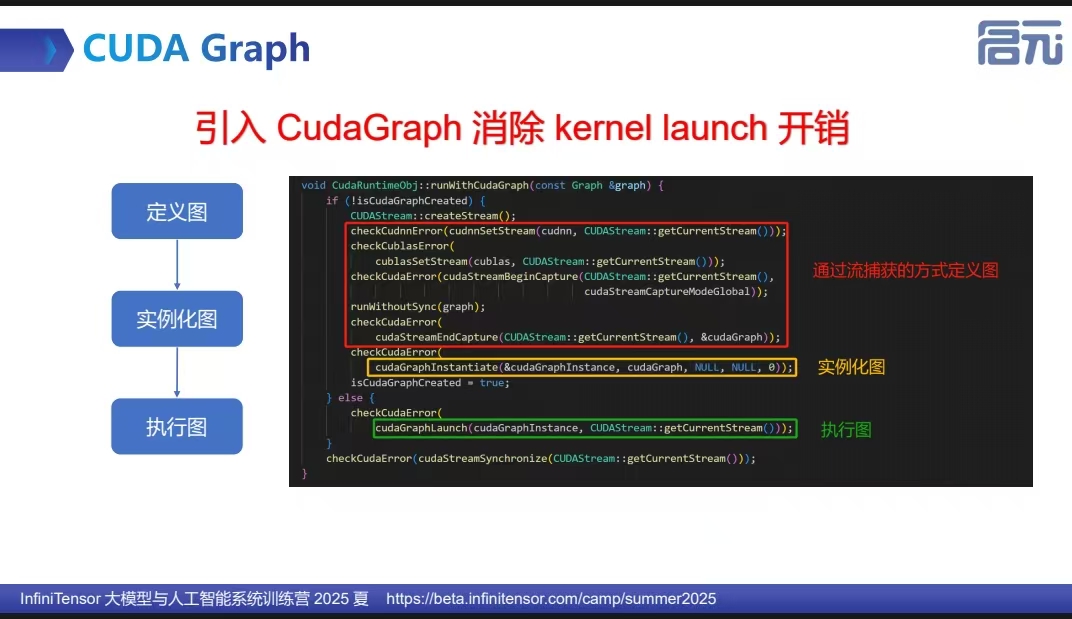 CUDA Graph
启元
引入 CudaGraph 消除 kernel launch 开销
定义图
实例化图
执行图
void CudaRuntimeObj::runWithCudaGraph(const Graph &graph) {
if (!isCudaGraphCreated) {
CUDAStream::createStream();
checkCudnnError(cudnnSetStream(cudnn, CUDAStream::getCurrentStream()));
checkCublasError(
cublasSetStream(cublas, CUDAStream::getCurrentStream()));
checkCudaError(cudaStreamBeginCapture(CUDAStream::getCurrentStream(),
cudaStreamCaptureModeGlobal));
runWithoutSync(graph);
checkCudaError(
cudaStreamEndCapture(CUDAStream::getCurrentStream(), &cudaGraph));
checkCudaError(
cudaGraphInstantiate(&cudaGraphInstance, cudaGraph, NULL, NULL, 0));
isCudaGraphCreated = true;
} else {
checkCudaError(
cudaGraphLaunch(cudaGraphInstance, CUDAStream::getCurrentStream()));
}
checkCudaError(cudaStreamSynchronize(CUDAStream::getCurrentStream()));
}
通过流捕获的方式定义图
实例化图
执行图
InfiniTensor 大模型与人工智能系统训练营 2025 夏 https://beta.infinitensor.com/camp/summer2025